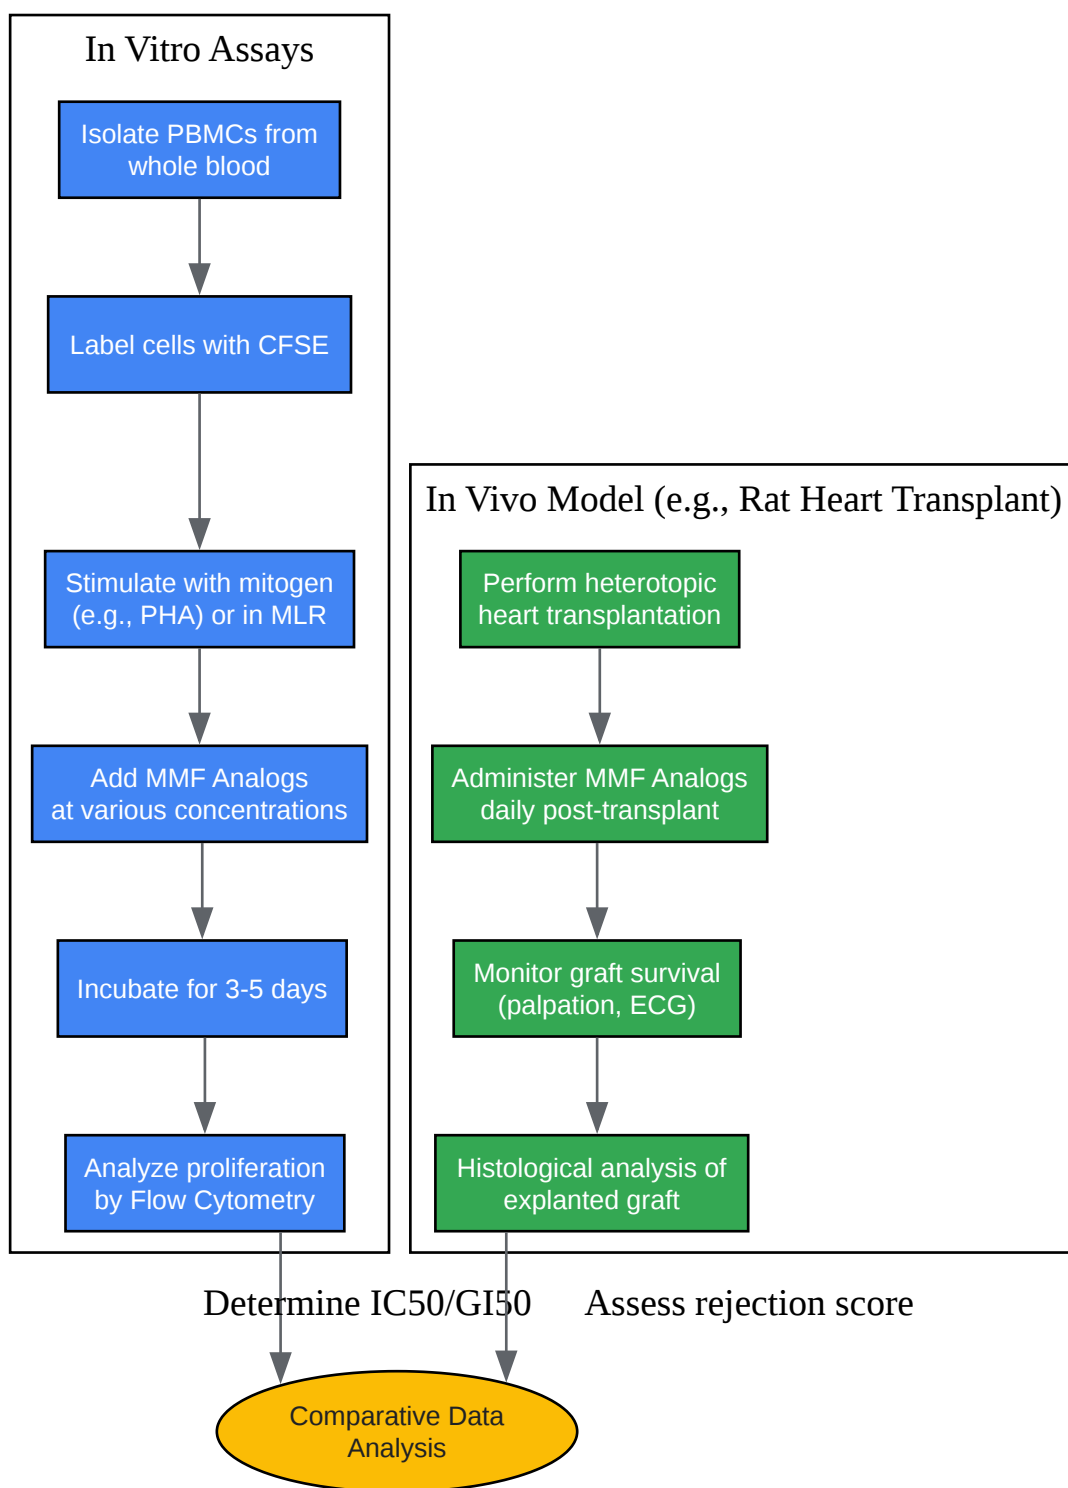 In Vitro Assays
Isolate PBMCs from
whole blood
Label cells with CFSE
Stimulate with mitogen
(e.g., PHA) or in MLR
Add MMF Analogs
at various concentrations
Incubate for 3-5 days
Analyze proliferation
by Flow Cytometry
In Vivo Model (e.g., Rat Heart Transplant)
Perform heterotopic
heart transplantation
Administer MMF Analogs
daily post-transplant
Monitor graft survival
(palpation, ECG)
Histological analysis of
explanted graft
Determine IC50/GI50
Assess rejection score
Comparative Data
Analysis